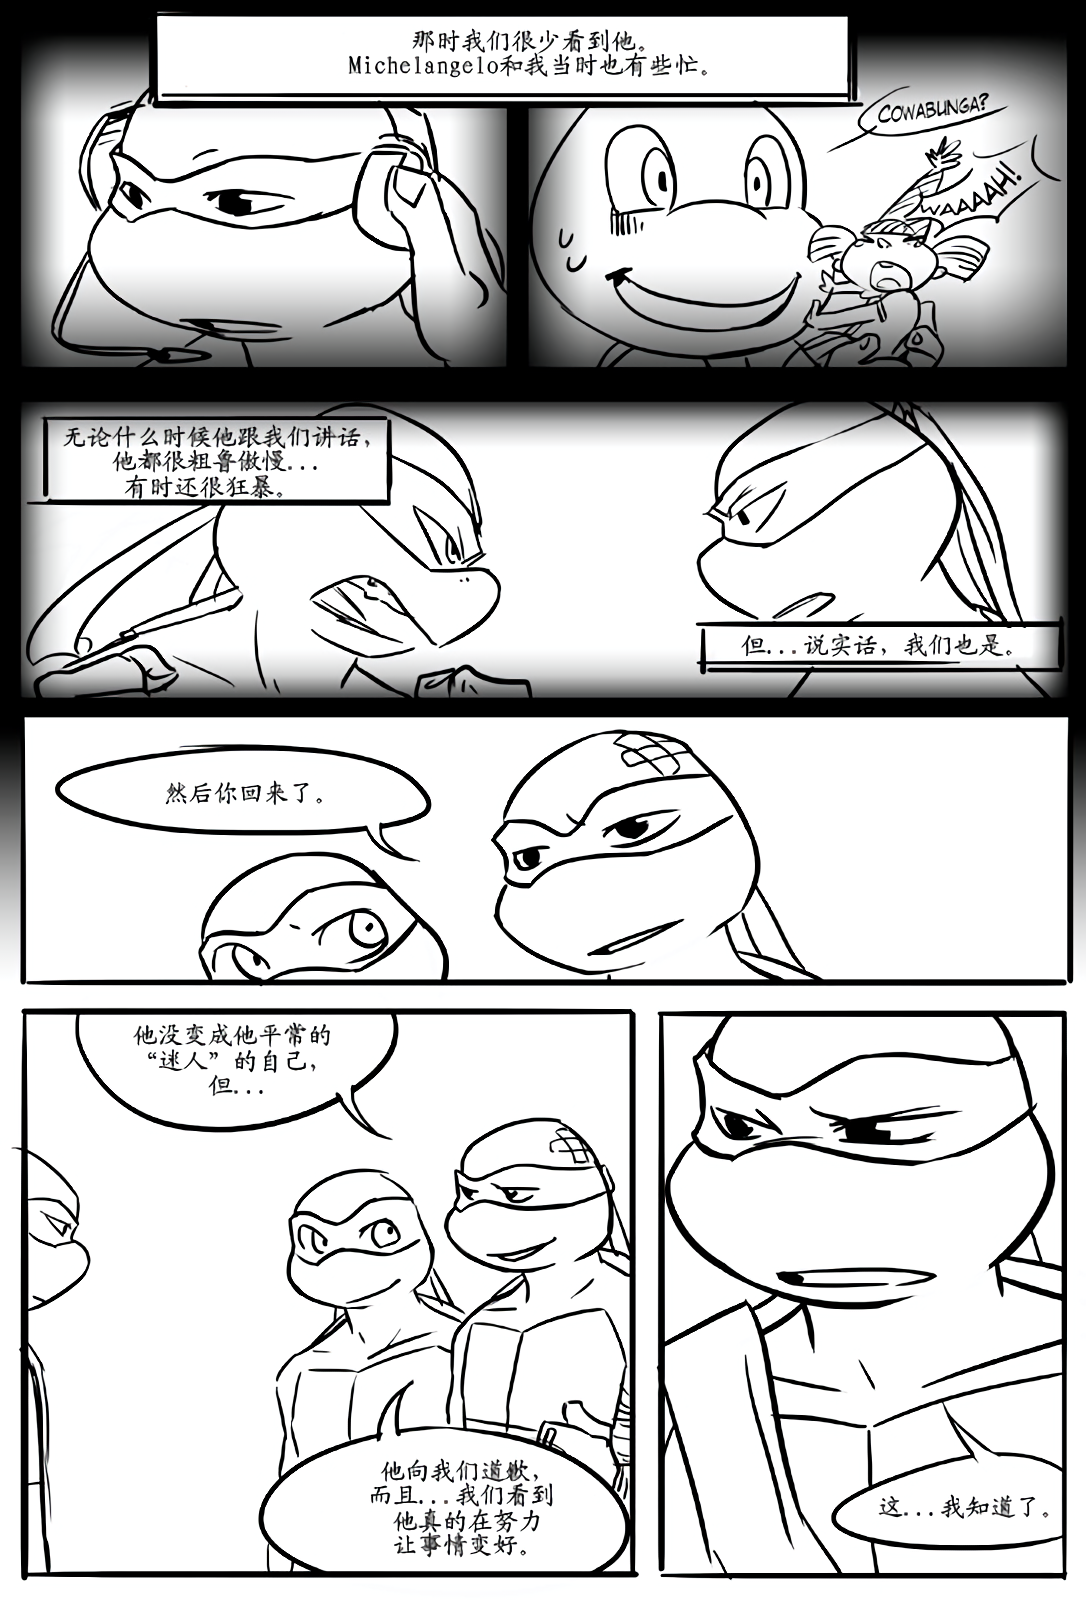 那时我们很少看到他。
Michelangelo和我当时也有些忙。
COWABUNGA?
WAAAAH!
无论什么时候他跟我们讲话，
他都很粗鲁傲慢...
有时还很狂暴。
但...说实话，我们也是。
然后你回来了。
他没变成他平常的
“迷人”的自己，
但...
他向我们道歉，
而且...我们看到
他真的在努力
让事情变好。
这...我知道了。